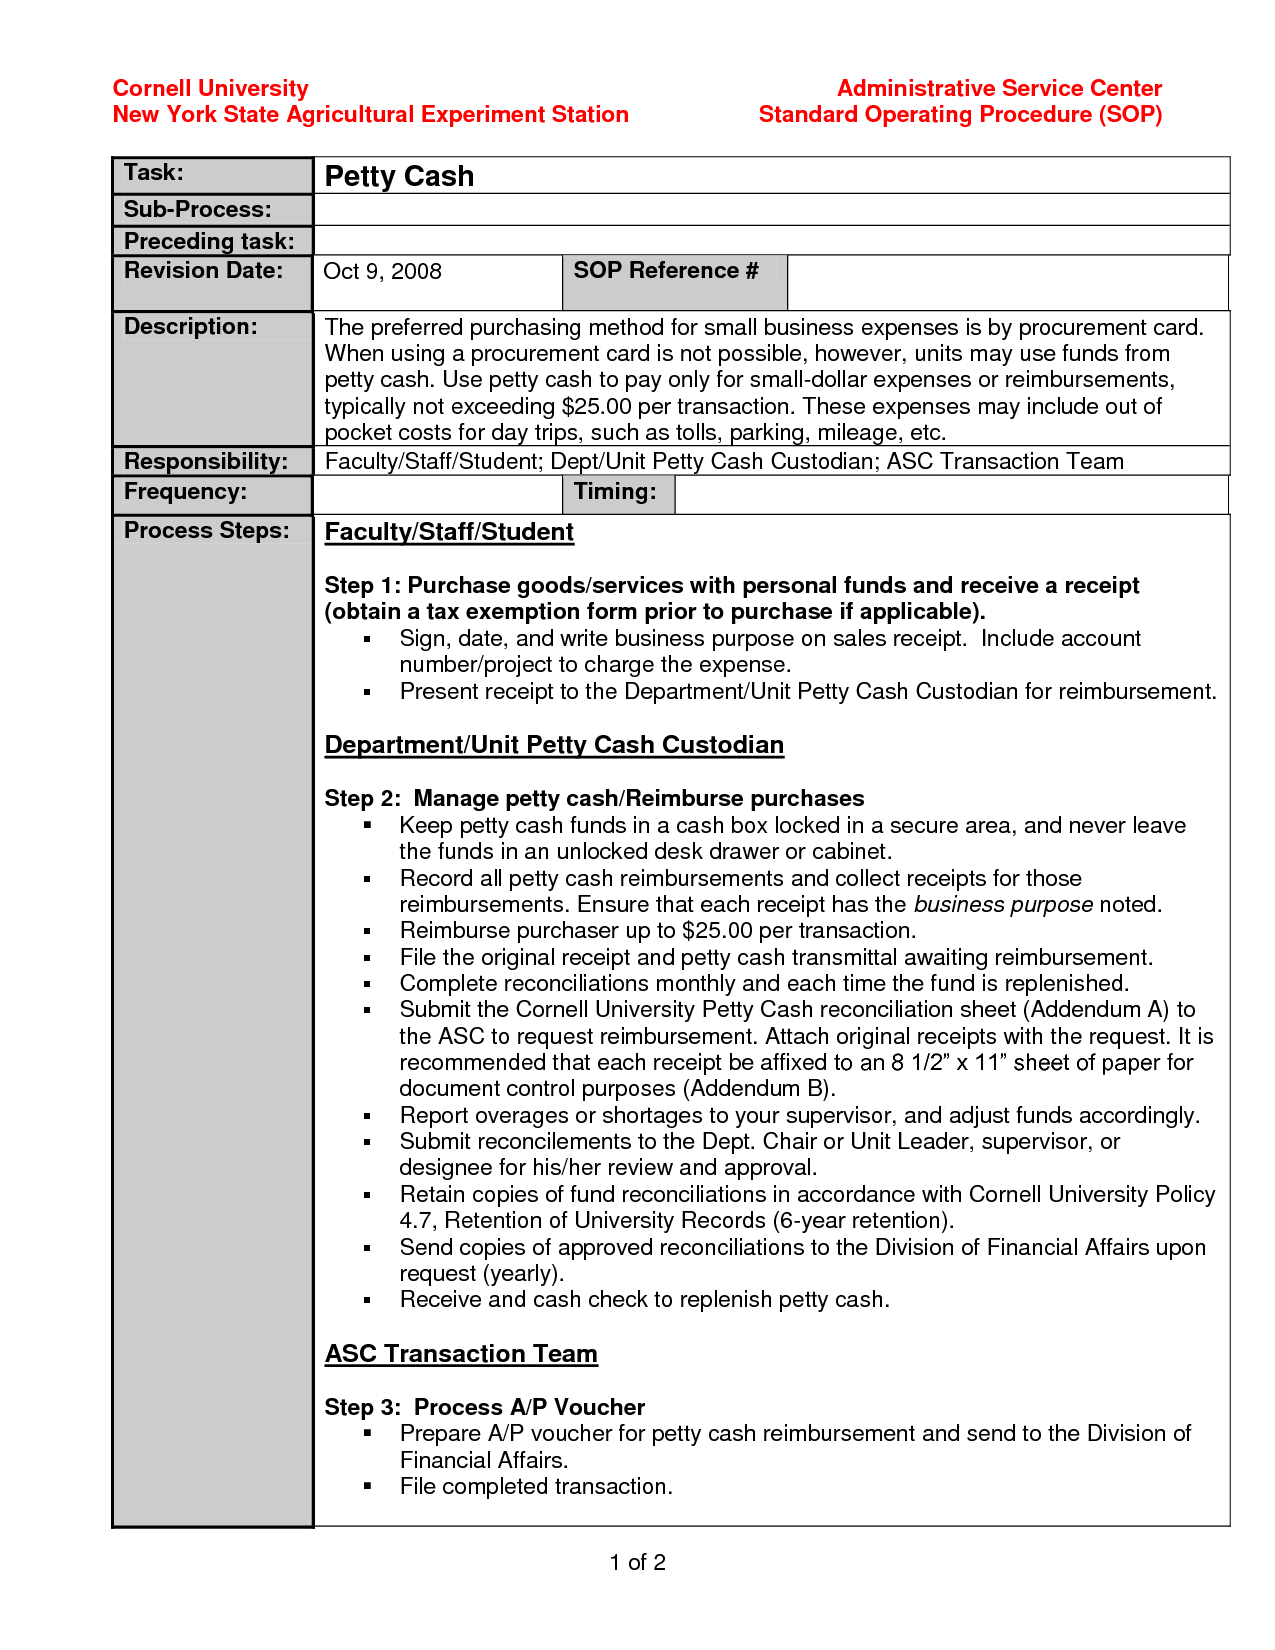 Cornell University
Administrative Service Center
New York State Agricultural Experiment Station
Standard Operating Procedure (SOP)
Task:
Petty Cash
Sub-Process:
Preceding task:
Revision Date:
Oct 9, 2008
SOP Reference #
Description:
The preferred purchasing method for small business expenses is by procurement card.
When using a procurement card is not possible, however, units may use funds from
petty cash. Use petty cash to pay only for small-dollar expenses or reimbursements,
typically not exceeding $25.00 per transaction. These expenses may include out of
pocket costs for day trips, such as tolls, parking, mileage, etc.
Responsibility:
Faculty/Staff/Student; Dept/Unit Petty Cash Custodian; ASC Transaction Team
Frequency:
Timing:
Process Steps:
Faculty/Staff/Student
Step 1: Purchase goods/services with personal funds and receive a receipt
(obtain a tax exemption form prior to purchase if applicable).
▪ Sign, date, and write business purpose on sales receipt.  Include account
number/project to charge the expense.
▪ Present receipt to the Department/Unit Petty Cash Custodian for reimbursement.
Department/Unit Petty Cash Custodian
Step 2:  Manage petty cash/Reimburse purchases
▪ Keep petty cash funds in a cash box locked in a secure area, and never leave
the funds in an unlocked desk drawer or cabinet.
▪ Record all petty cash reimbursements and collect receipts for those
reimbursements. Ensure that each receipt has the business purpose noted.
▪ Reimburse purchaser up to $25.00 per transaction.
▪ File the original receipt and petty cash transmittal awaiting reimbursement.
▪ Complete reconciliations monthly and each time the fund is replenished.
▪ Submit the Cornell University Petty Cash reconciliation sheet (Addendum A) to
the ASC to request reimbursement. Attach original receipts with the request. It is
recommended that each receipt be affixed to an 8 1/2” x 11” sheet of paper for
document control purposes (Addendum B).
▪ Report overages or shortages to your supervisor, and adjust funds accordingly.
▪ Submit reconcilements to the Dept. Chair or Unit Leader, supervisor, or
designee for his/her review and approval.
▪ Retain copies of fund reconciliations in accordance with Cornell University Policy
4.7, Retention of University Records (6-year retention).
▪ Send copies of approved reconciliations to the Division of Financial Affairs upon
request (yearly).
▪ Receive and cash check to replenish petty cash.
ASC Transaction Team
Step 3:  Process A/P Voucher
▪ Prepare A/P voucher for petty cash reimbursement and send to the Division of
Financial Affairs.
▪ File completed transaction.
1 of 2